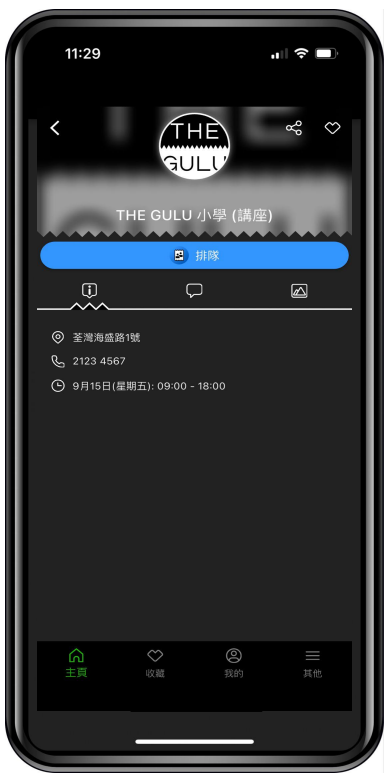 11:29
THE
GULU
THE GULU 小學 (講座)
排隊
荃灣海盛路1號
2123 4567
9月15日(星期五): 09:00 - 18:00
主頁
收藏
我的
其他